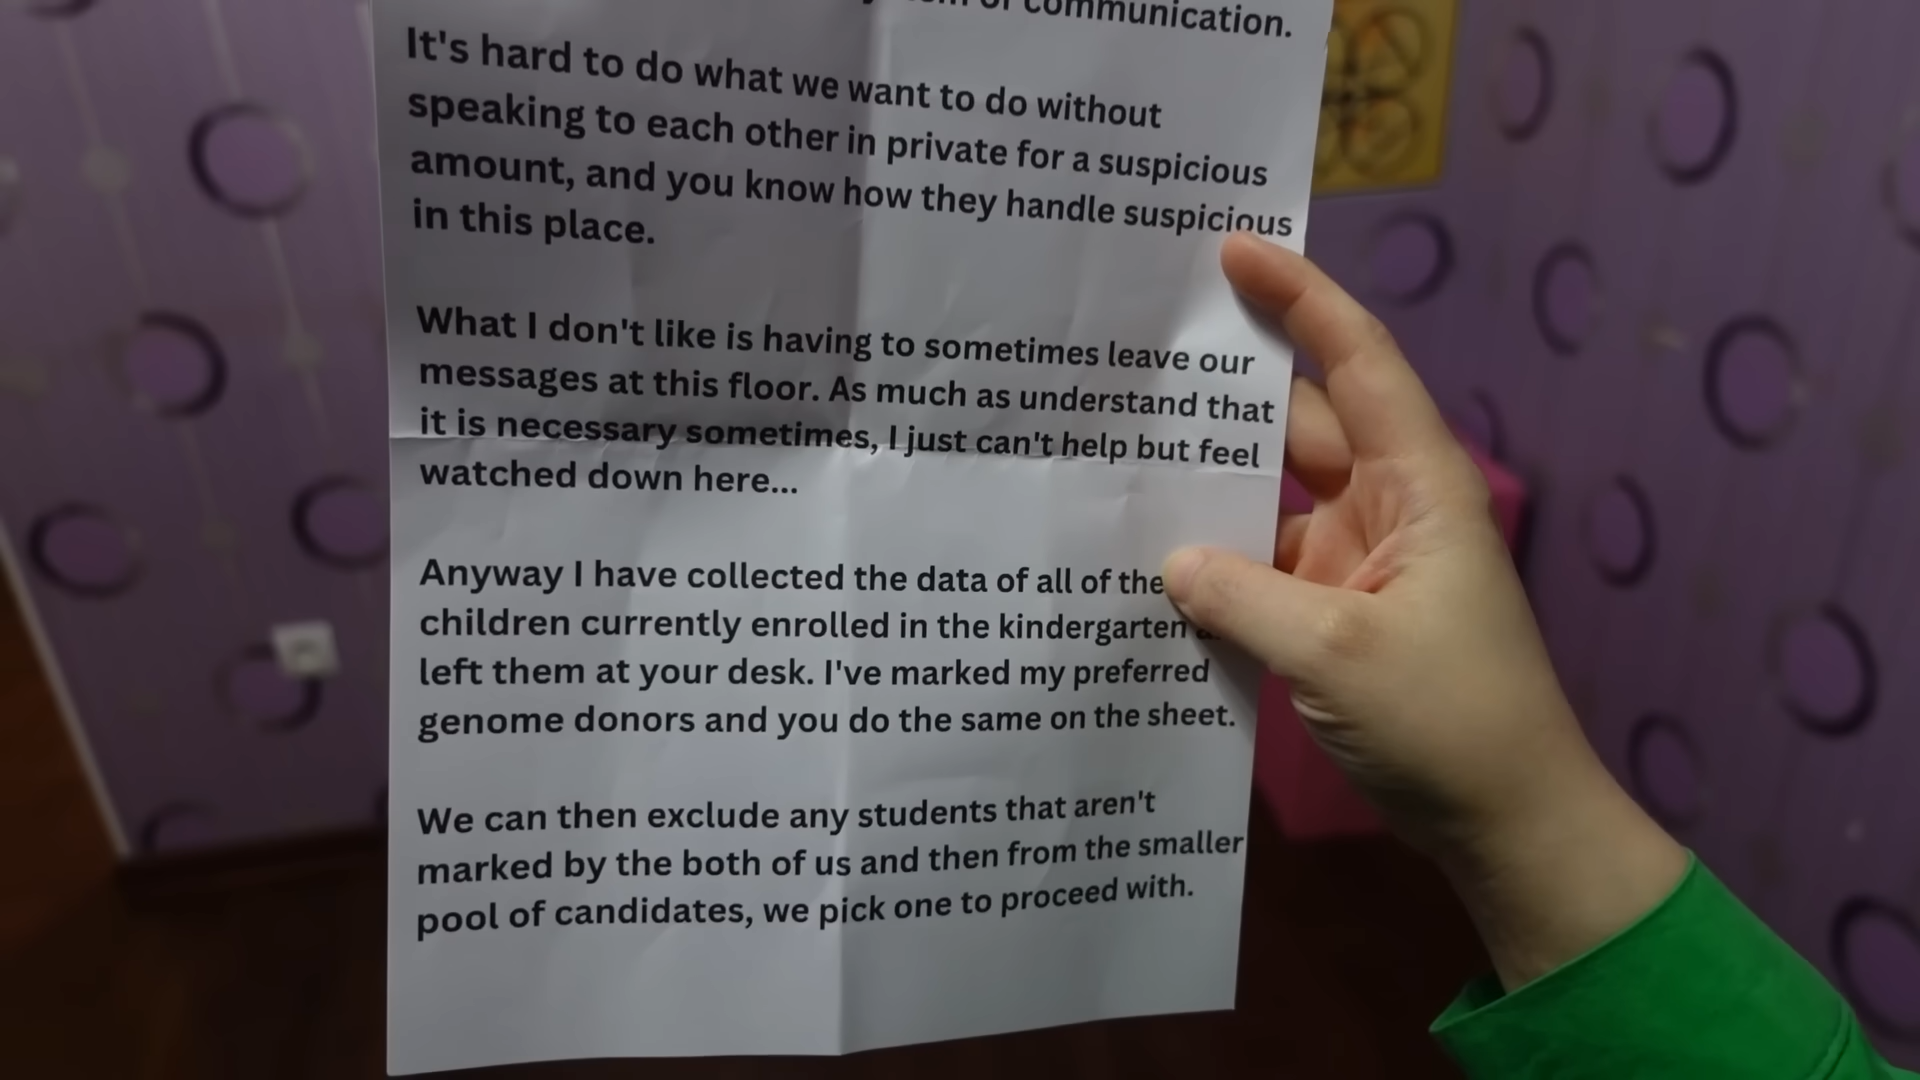 communication.
It's hard to do what we want to do without
speaking to each other in private for a suspicious
amount, and you know how they handle suspicious
in this place.
What I don't like is having to sometimes leave our
messages at this floor. As much as understand that
it is necessary sometimes, I just can't help but feel
watched down here...
Anyway I have collected the data of all of the
children currently enrolled in the kindergarten
left them at your desk. I've marked my preferred
genome donors and you do the same on the sheet.
We can then exclude any students that aren't
marked by the both of us and then from the smaller
pool of candidates, we pick one to proceed with.